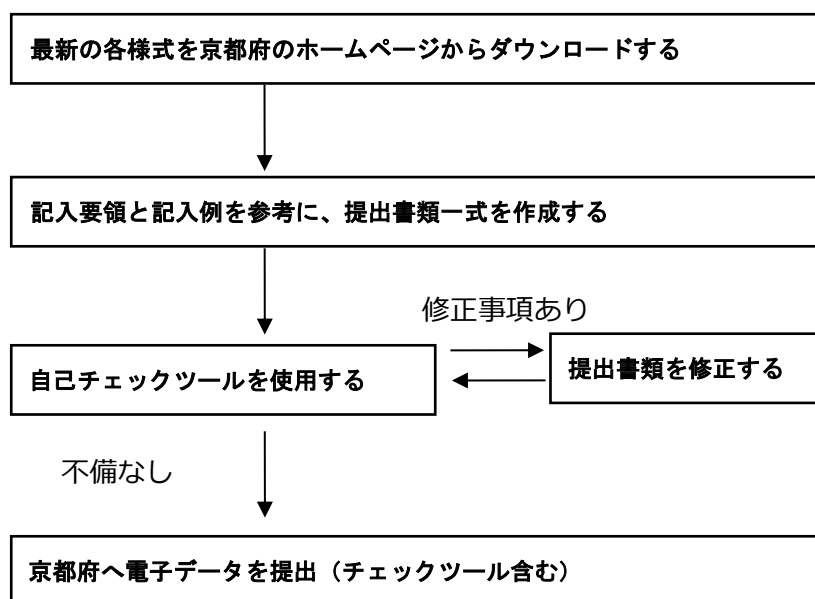 最新の各様式を京都府のホームページからダウンロードする
記入要領と記入例を参考に、提出書類一式を作成する
修正事項あり
自己チェックツールを使用する
提出書類を修正する
不備なし
京都府へ電子データを提出（チェックツール含む）